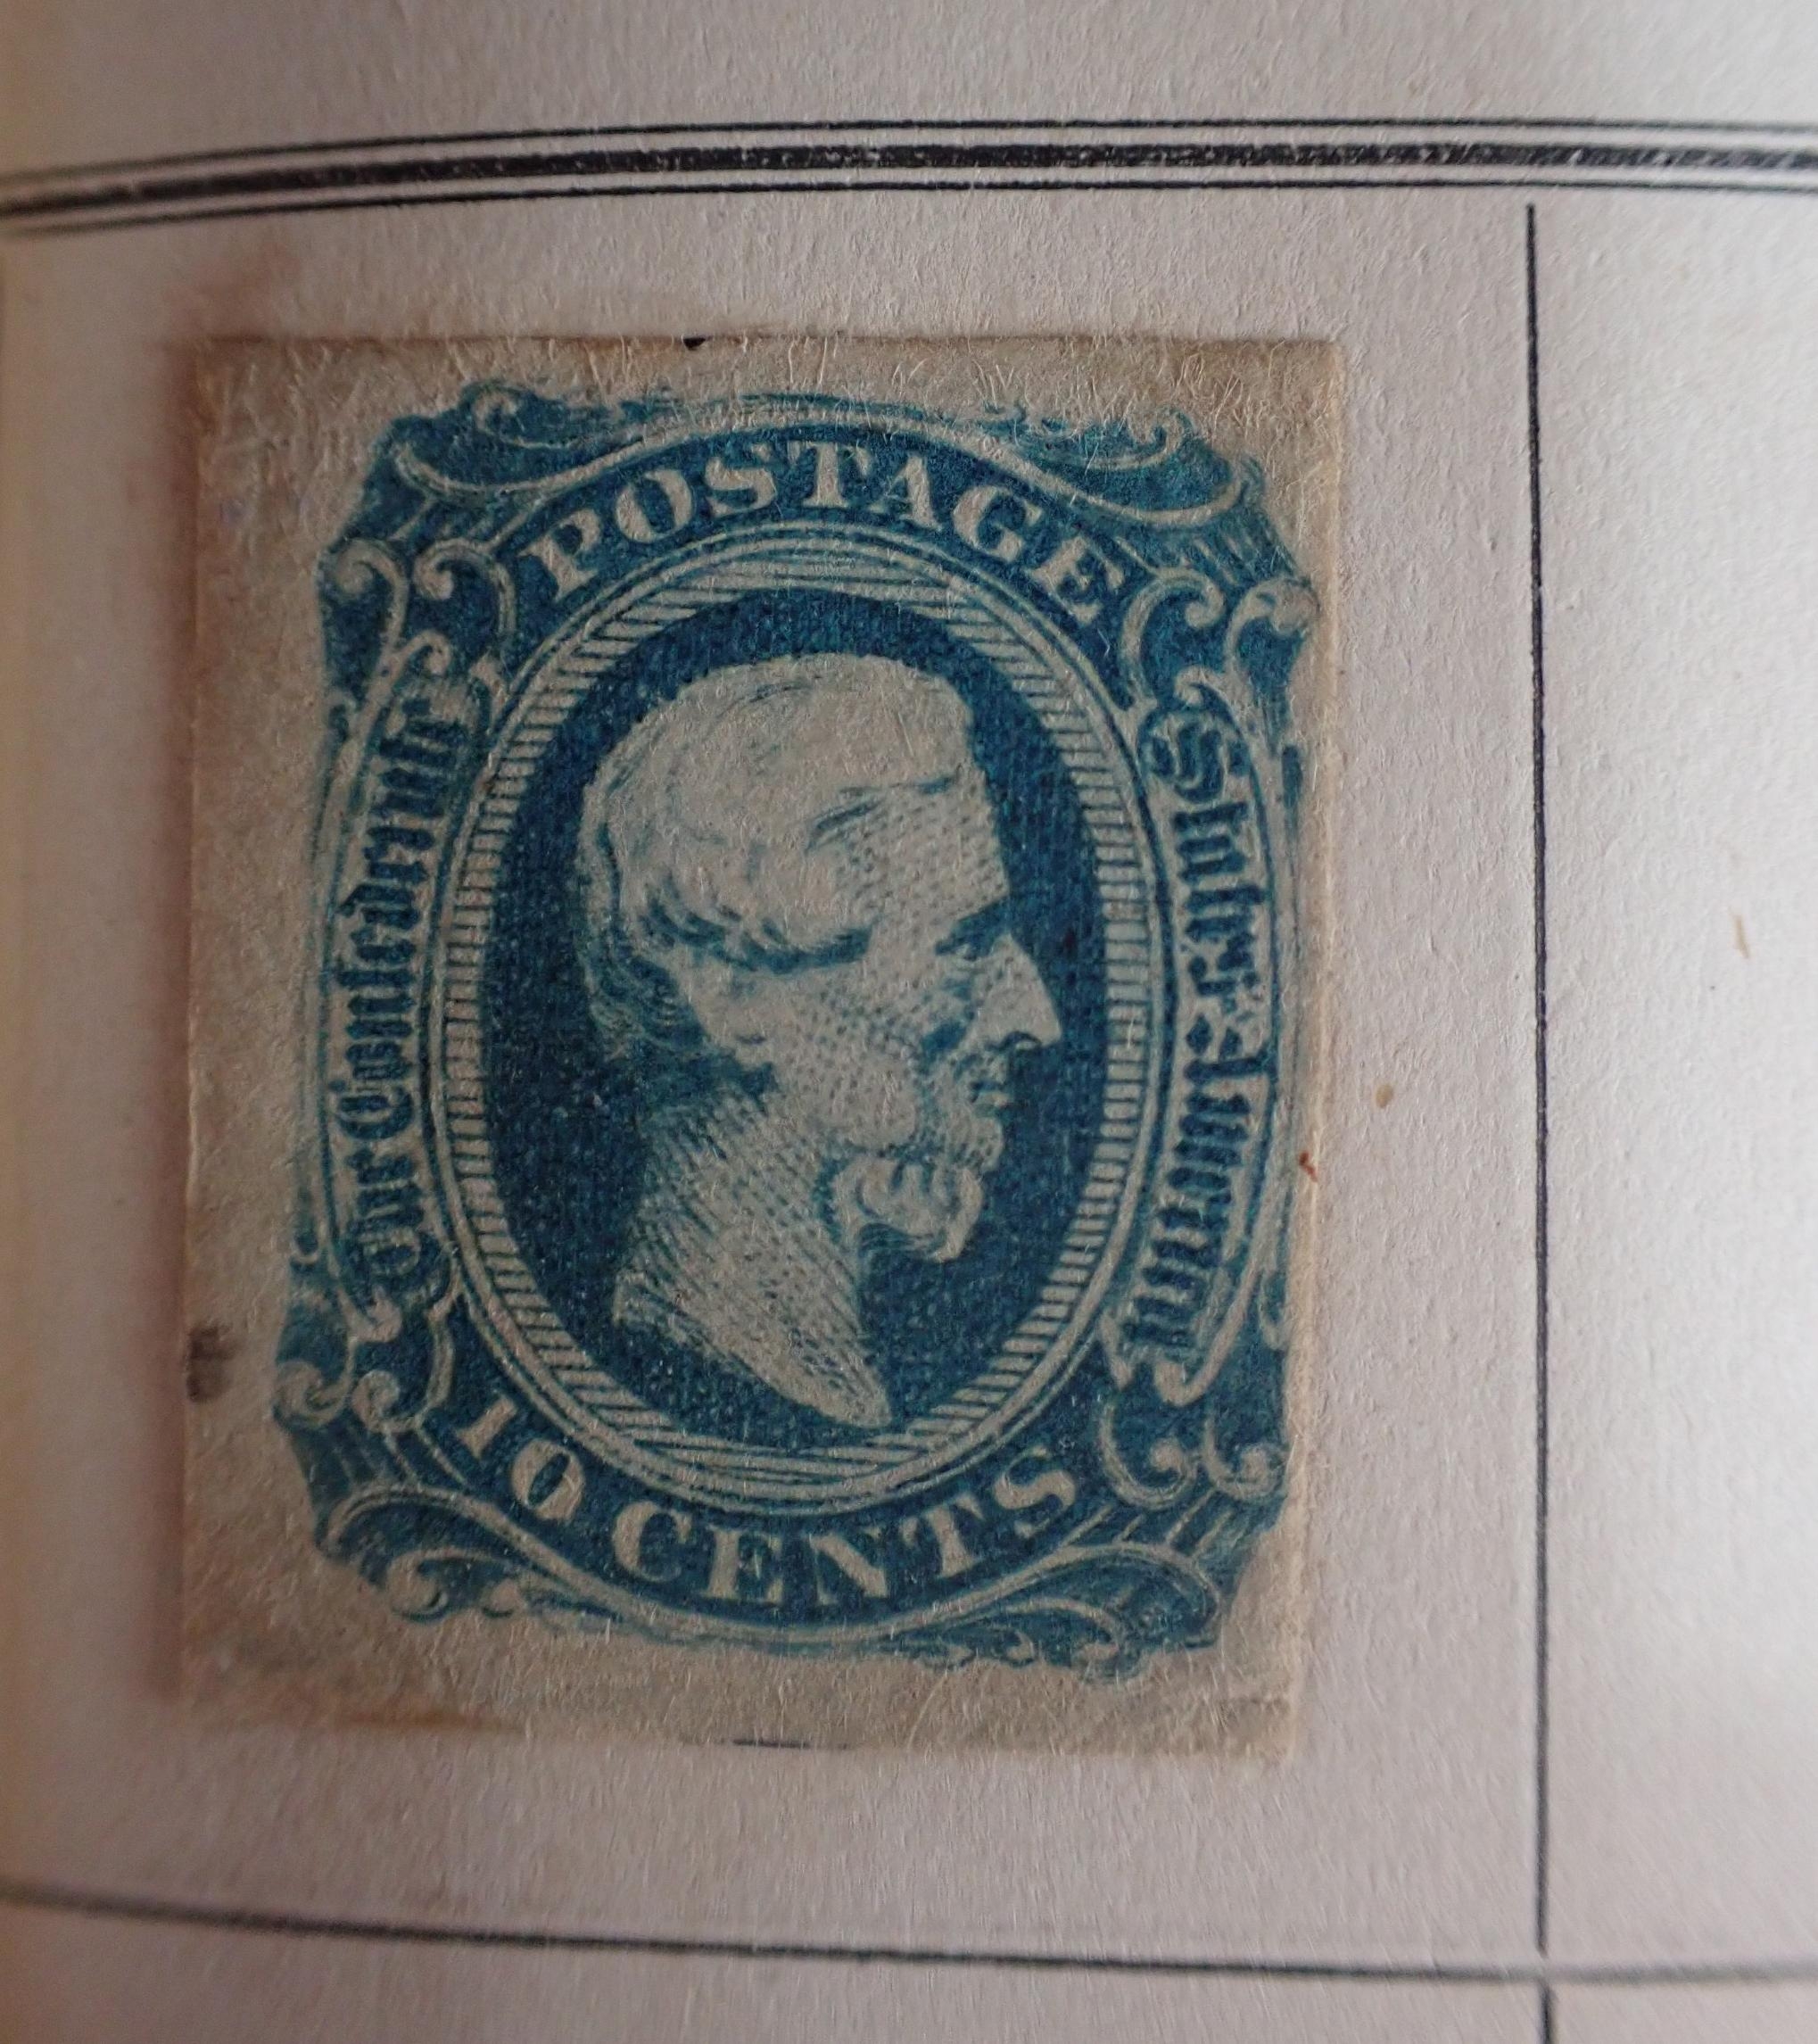 POSTAGE
The Confederate
States of America
10 CENTS